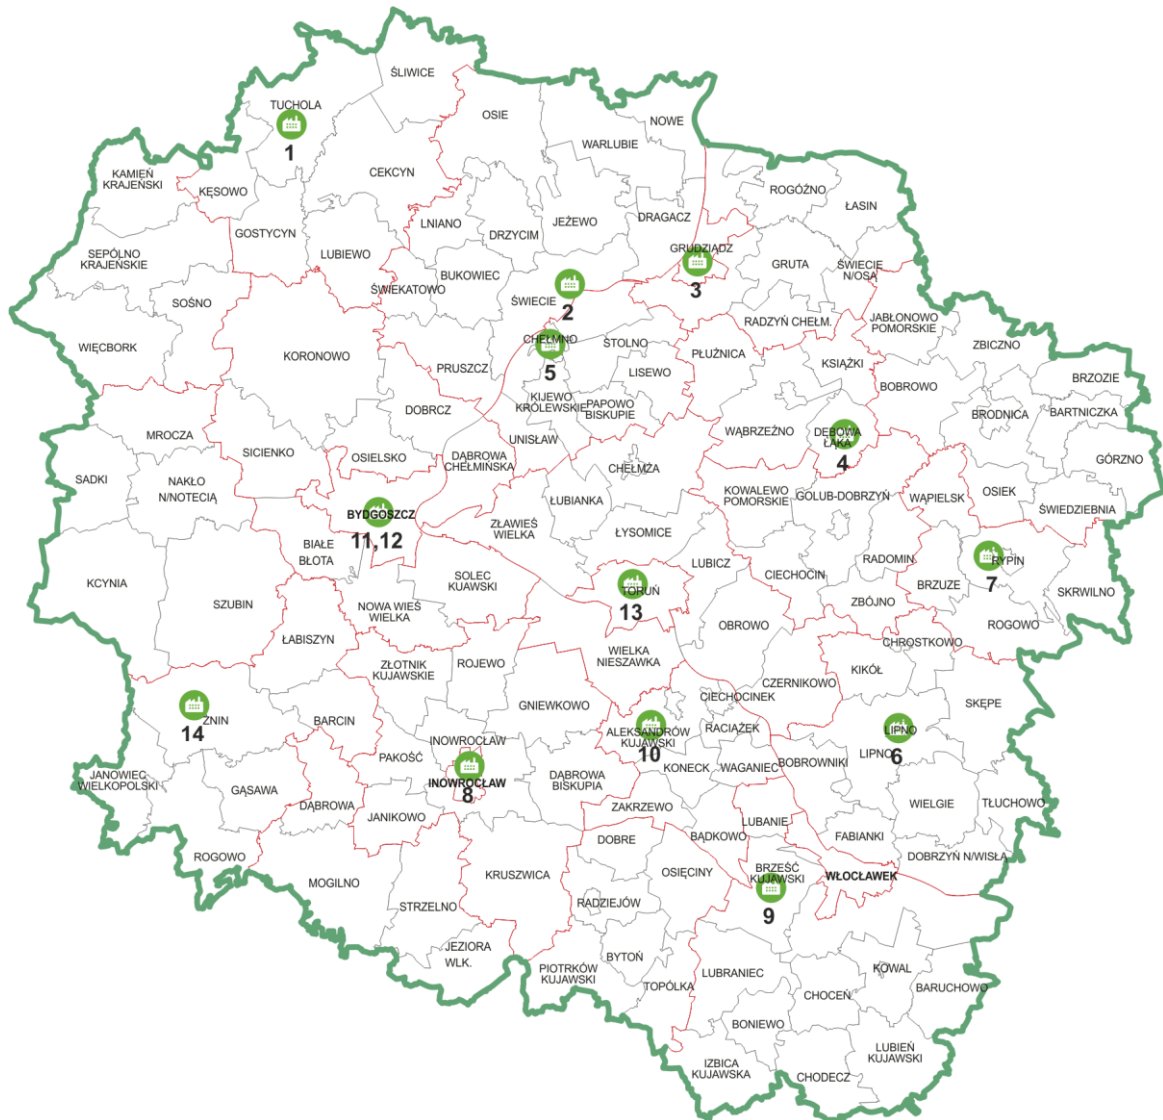 ŚLIWICE
TUCHOLA
1
OSIE
NOWE
WARLUBIE
KAMIEŃ
KRAJEŃSKI
KĘSOWO
CEKCYN
ROGÓŹNO
ŁASIN
GOSTYCYN
LUBIEWO
LNIANO
DRZYCIM
JEŻEWO
DRAGACZ
GRUDZIĄDZ
3
SEPÓLNO
KRAJEŃSKIE
BUKOWIEC
GRUTA
ŚWIECIE
N/OSĄ
SOŚNO
ŚWIEKATOWO
ŚWIECIE
2
RADZYŃ CHEŁM.
JABŁONOWO
POMORSKIE
WIĘCBORK
KORONOWO
PRUSZCZ
CHEŁMNO
5
STOLNO
LISEWO
PŁUŻNICA
KSIĄŻKI
ZBICZNO
BOBROWO
BRZOZIE
KIJEWO
KRÓLEWSKIE
PAPOWO
BISKUPIE
DOBRCZ
BRODNICA
BARTNICZKA
MROCZA
SICIENKO
OSIELSKO
DĄBROWA
CHEŁMIŃSKA
UNISŁAW
WĄBRZEŹNO
DĘBOWA
ŁĄKA
4
GÓRZNO
SADKI
NAKŁO
N/NOTECIĄ
CHEŁMŻA
KOWALEWO
POMORSKIE
GOLUB-DOBRZYŃ
WĄPIELSK
OSIEK
ŚWIEDZIEBNIA
BYDGOSZCZ
11,12
ŁUBIANKA
ZŁAWIEŚ
WIELKA
ŁYSOMICE
BIAŁE
BŁOTA
LUBICZ
CIECHOCIN
RADOMIN
RYPIN
7
KCYNIA
SZUBIN
SOLEC
KUAWSKI
TORUŃ
13
BRZUZE
SKRWILNO
NOWA WIEŚ
WIELKA
ZBÓJNO
ROGOWO
ŁABISZYN
OBROWO
CHROSTKOWO
ZŁOTNIK
KUJAWSKIE
ROJEWO
WIELKA
NIESZAWKA
KIKÓŁ
CZERNIKOWO
CIECHOCINEK
SKĘPE
ZNIN
14
BARCIN
GNIEWKOWO
ALEKSANDRÓW
KUJAWSKI
10
RACIĄŻEK
LIPNO
LIPNO
6
INOWROCŁAW
PAKOŚĆ
KONECK
WAGANIEC
BOBROWNIKI
JANOWIEC
WIELKOPOLSKI
GĄSAWA
INOWROCŁAW
8
DĄBROWA
BISKUPIA
DĄBROWA
JANIKOWO
ZAKRZEWO
LUBANIE
WIELGIE
TŁUCHOWO
DOBRE
BĄDKOWO
FABIANKI
ROGOWO
DOBRZYŃ N/WISŁĄ
MOGILNO
KRUSZWICA
OSIĘCINY
BRZEŚĆ
KUJAWSKI
9
WŁOCŁAWEK
STRZELNO
RADZIEJÓW
JEZIORA
WLK.
BYTOŃ
PIOTRKÓW
KUJAWSKI
LUBRANIEC
KOWAL
TOPÓLKA
CHOCEŃ
BARUCHOWO
BONIEWO
IZBICA
KUJAWSKA
LUBIEŃ
KUJAWSKI
CHODECZ